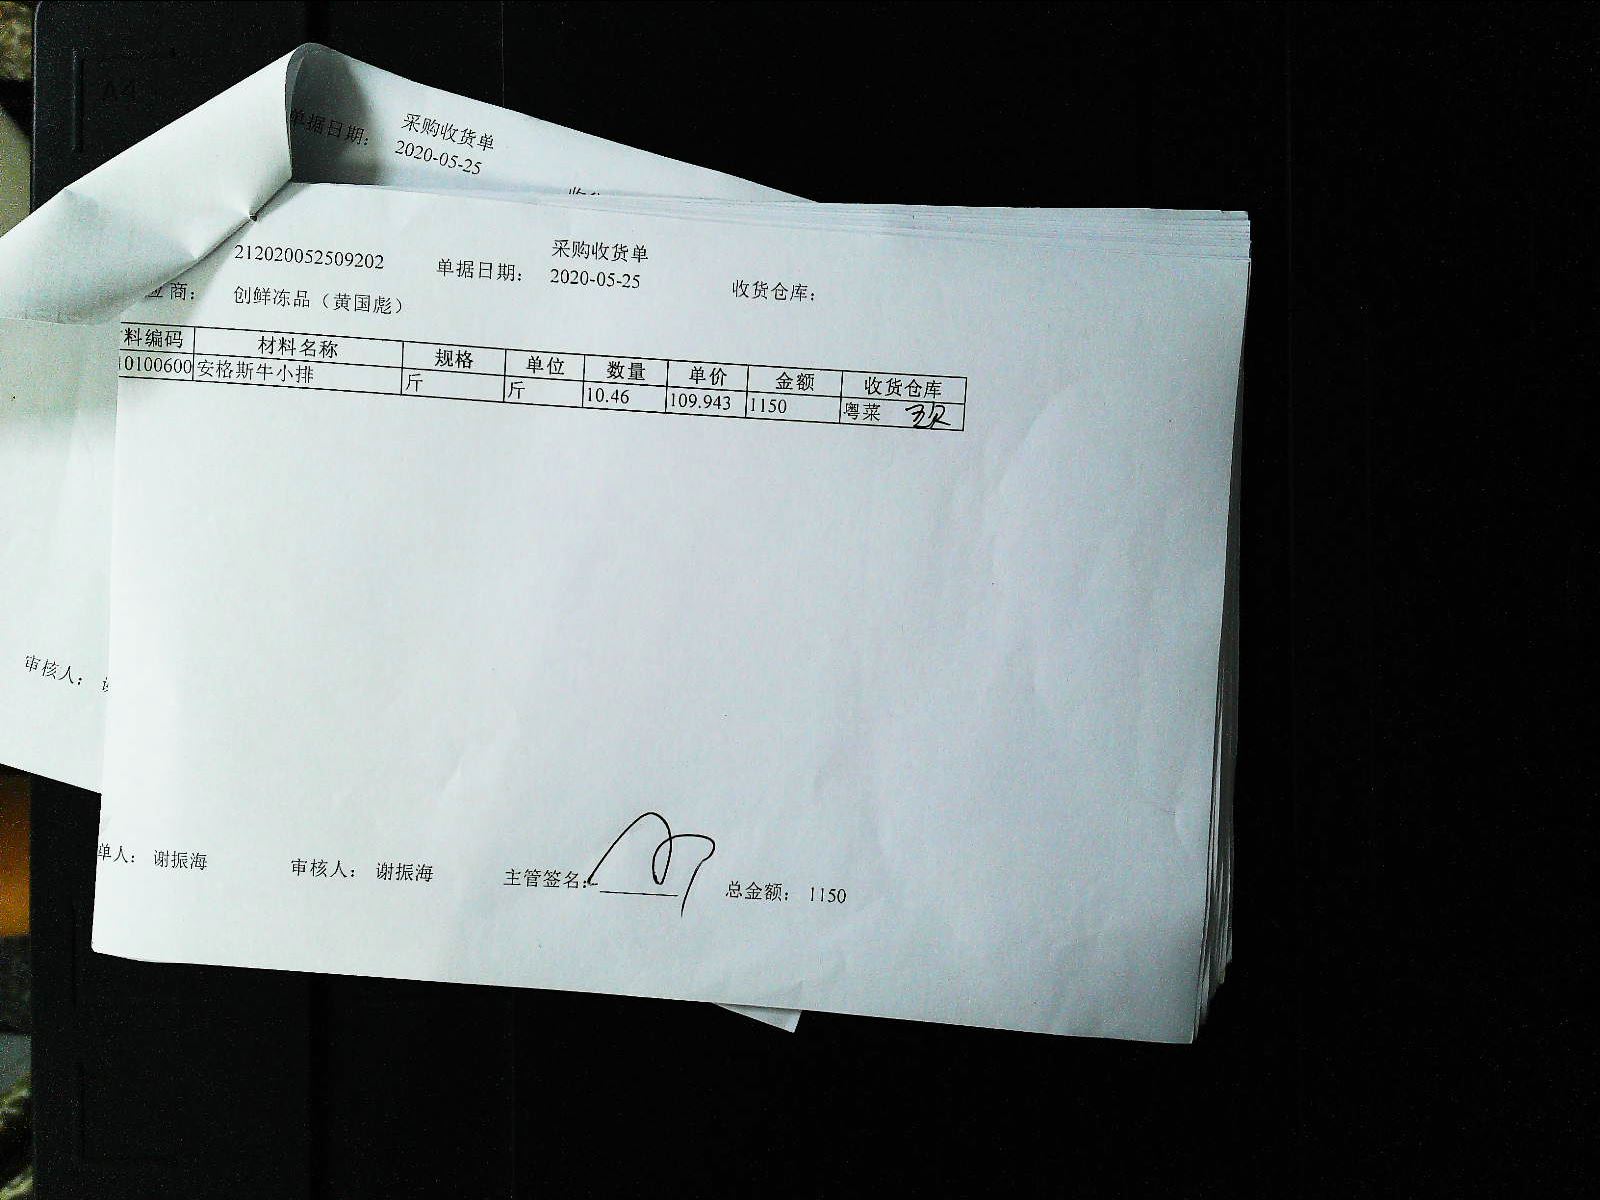 A4
单据日期:
采购收货单
2020-05-25
采购收货单
212020052509202 单据日期: 2020-05-25 收货仓库:
应商: 创鲜冻品（黄国彪）
料编码 材料名称 规格 单位 数量 单价 金额 收货仓库
10100600 安格斯牛小排 斤 斤 10.46 109.943 1150 粤菜
审核人:
单人: 谢振海 审核人: 谢振海 主管签名: 总金额: 1150